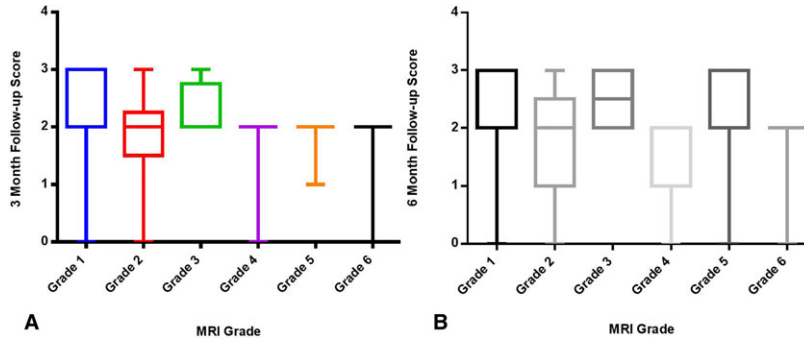 3 Month Follow-up Score
4
3
2
1
0
Grade 1
Grade 2
Grade 3
Grade 4
Grade 5
Grade 6
A
MRI Grade
6 Month Follow-up Score
4
3
2
1
0
Grade 1
Grade 2
Grade 3
Grade 4
Grade 5
Grade 6
B
MRI Grade